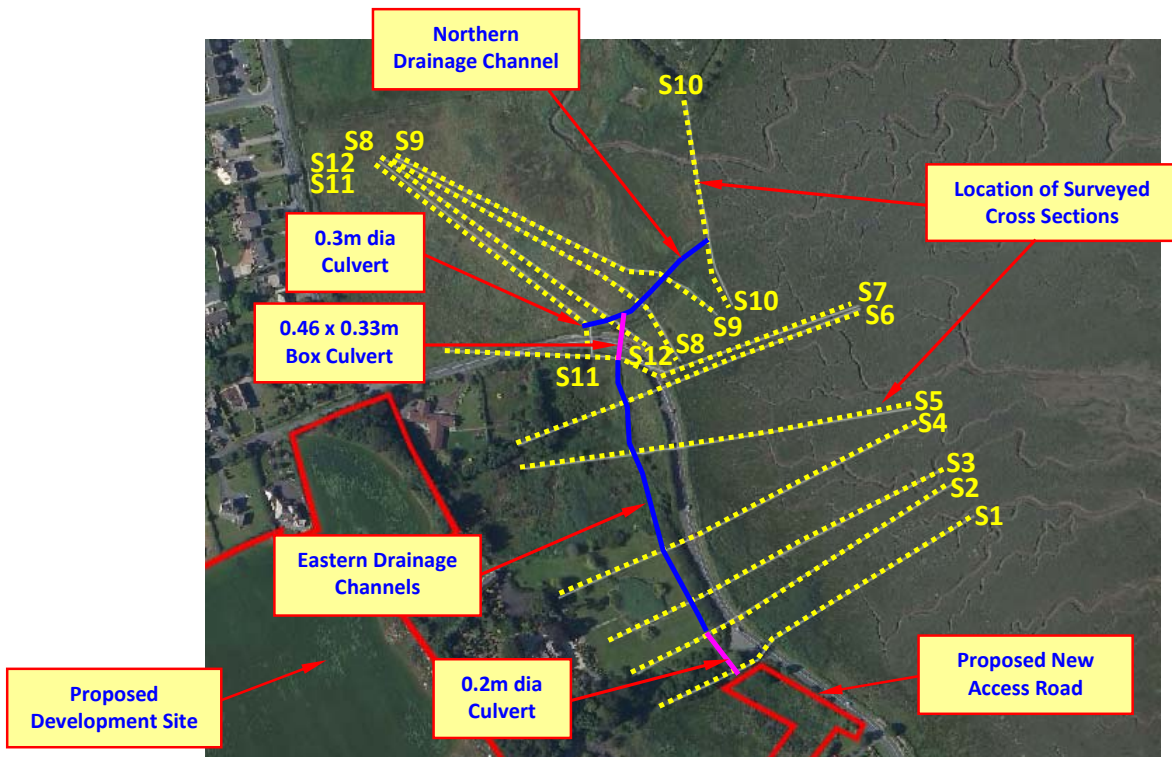 Northern
Drainage Channel
S10
S9
S8
S12
S11
Location of Surveyed
Cross Sections
0.3m dia
Culvert
S10
S7
S6
S9
0.46 x 0.33m
Box Culvert
S8
S12
S11
S5
S4
S3
S2
S1
Eastern Drainage
Channels
Proposed
Development Site
0.2m dia
Culvert
Proposed New
Access Road